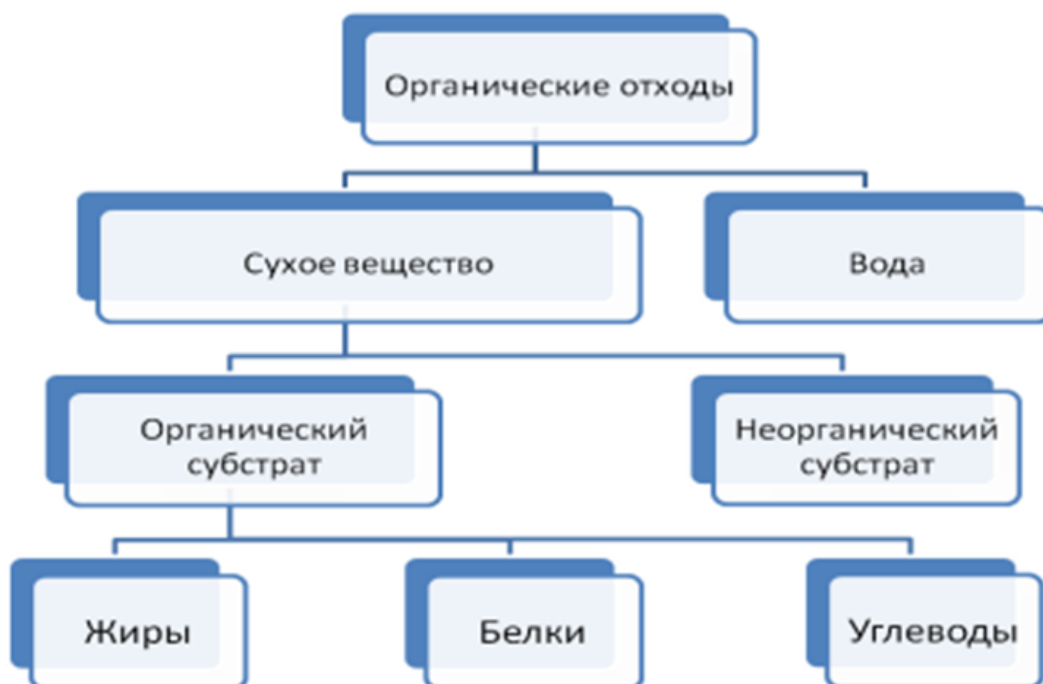 Органические отходы
Сухое вещество
Вода
Органический
субстрат
Неорганический
субстрат
Жиры
Белки
Углеводы